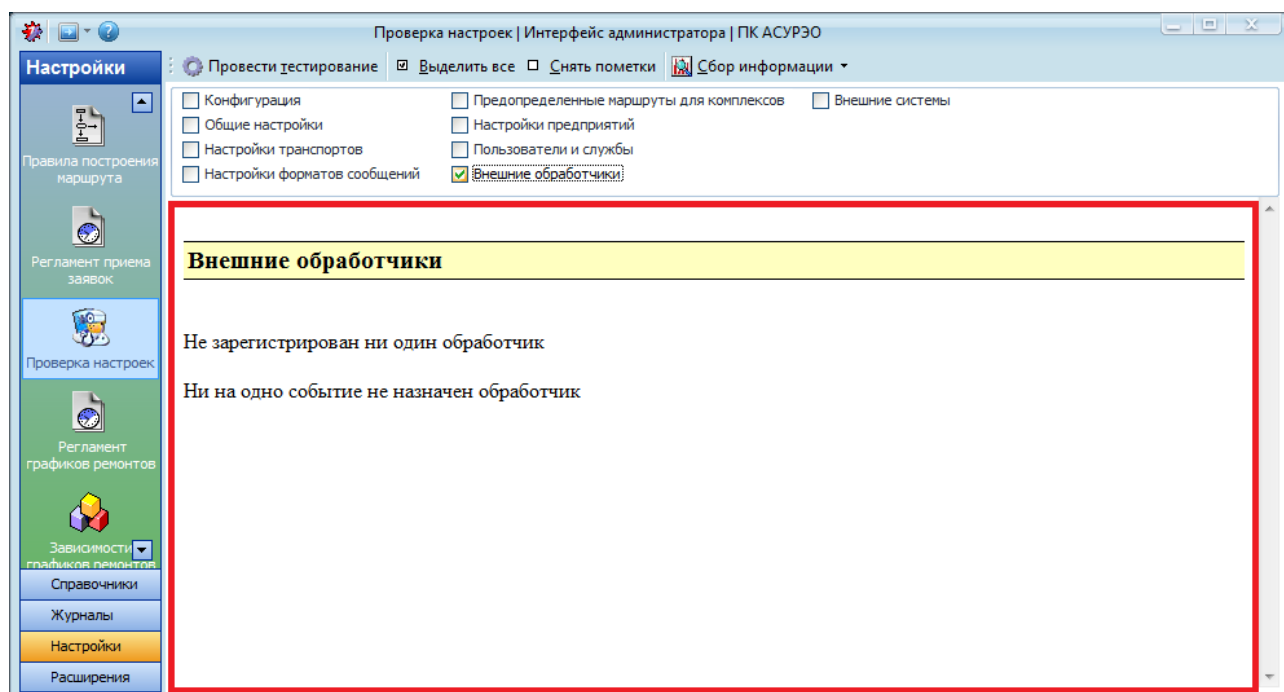 Проверка настроек | Интерфейс администратора | ПК АСУРЭО
Настройки
Провести тестирование Выделить все Снять пометки Сбор информации
Конфигурация Предопределенные маршруты для комплексов Внешние системы
Общие настройки Настройки предприятий
Настройки транспортов Пользователи и службы
Настройки форматов сообщений Внешние обработчики
Правила построения
маршрута
Регламент приема
заявок
Проверка настроек
Регламент
графиков ремонтов
Зависимости
графиков ремонтов
Справочники
Журналы
Настройки
Расширения
Внешние обработчики
Не зарегистрирован ни один обработчик
Ни на одно событие не назначен обработчик